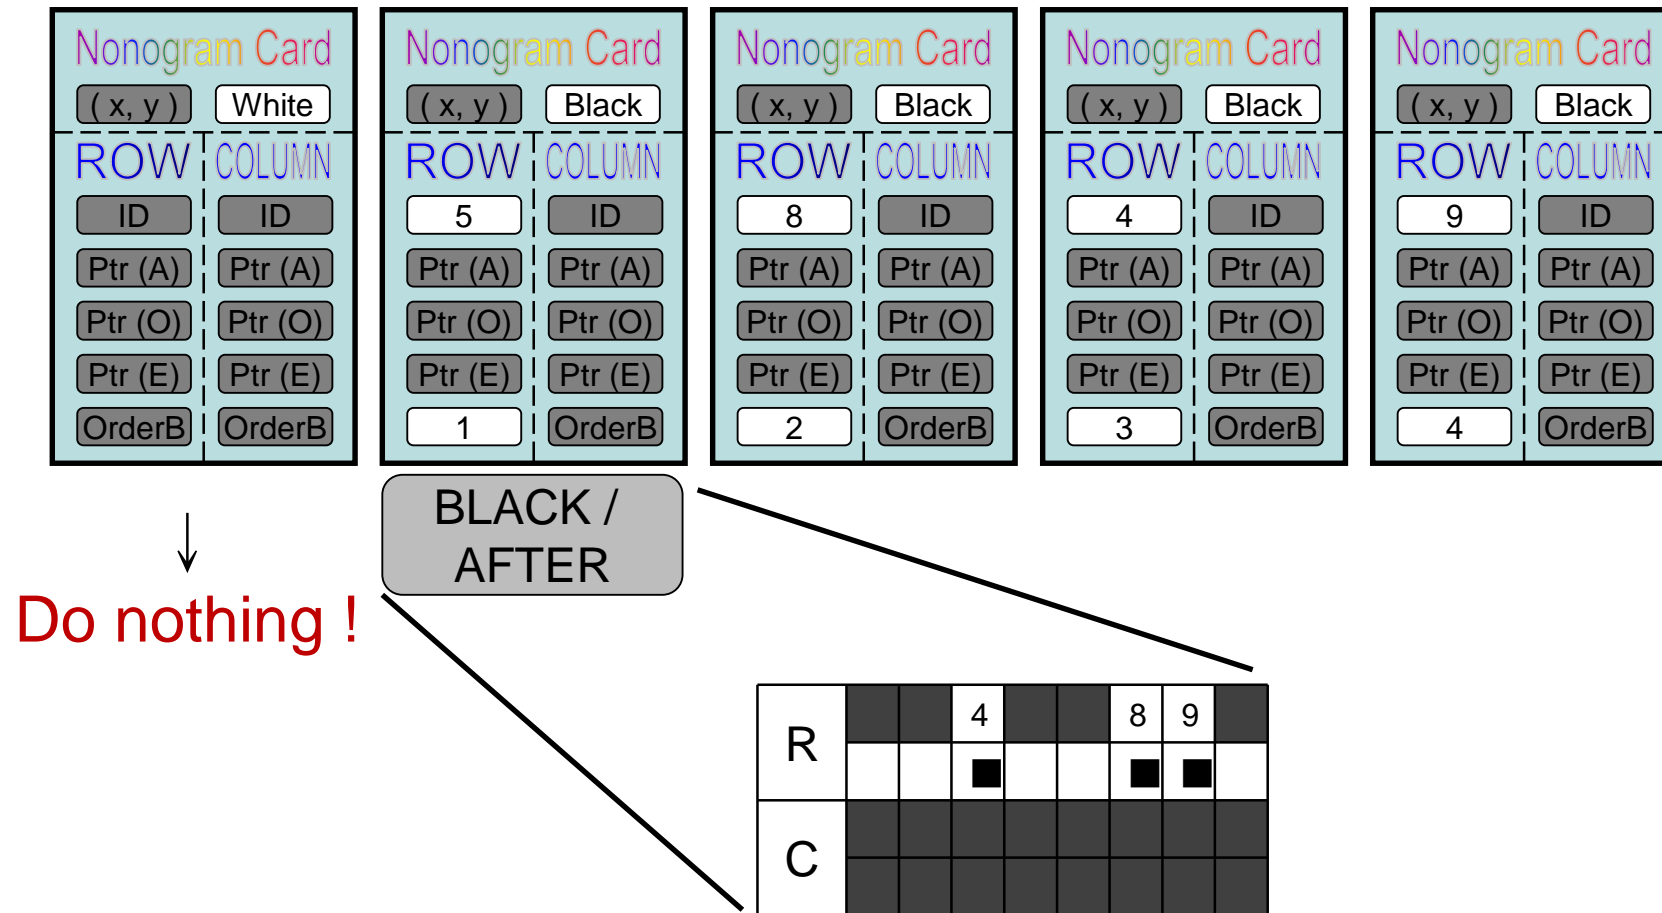 Nonogram Card Nonogram Card Nonogram Card Nonogram Card Nonogram Card
( x, y ) White ( x, y ) Black ( x, y ) Black ( x, y ) Black ( x, y ) Black
ROW COLUMN ROW COLUMN ROW COLUMN ROW COLUMN ROW COLUMN
ID ID 5 ID 8 ID 4 ID 9 ID
Ptr (A) Ptr (A) Ptr (A) Ptr (A) Ptr (A) Ptr (A) Ptr (A) Ptr (A) Ptr (A) Ptr (A)
Ptr (O) Ptr (O) Ptr (O) Ptr (O) Ptr (O) Ptr (O) Ptr (O) Ptr (O) Ptr (O) Ptr (O)
Ptr (E) Ptr (E) Ptr (E) Ptr (E) Ptr (E) Ptr (E) Ptr (E) Ptr (E) Ptr (E) Ptr (E)
OrderB OrderB 1 OrderB 2 OrderB 3 OrderB 4 OrderB
BLACK /
AFTER
Do nothing !
R 4 8 9
C